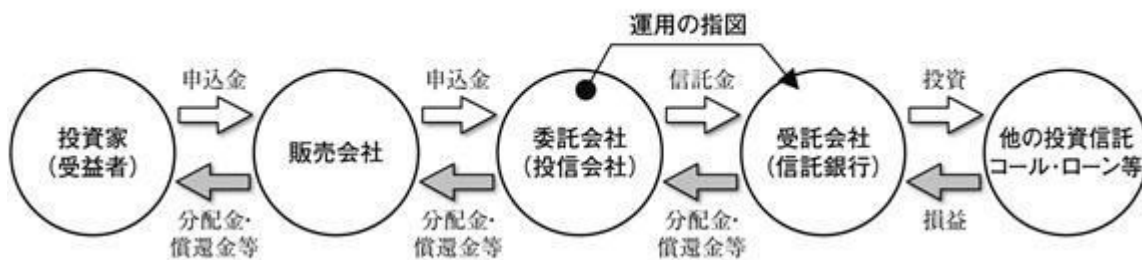 運用の指図
申込金
申込金
信託金
投資
投資家
(受益者)
販売会社
委託会社
(投信会社)
受託会社
(信託銀行)
他の投資信託
コール・ローン等
分配金・
償還金等
分配金・
償還金等
分配金・
償還金等
損益